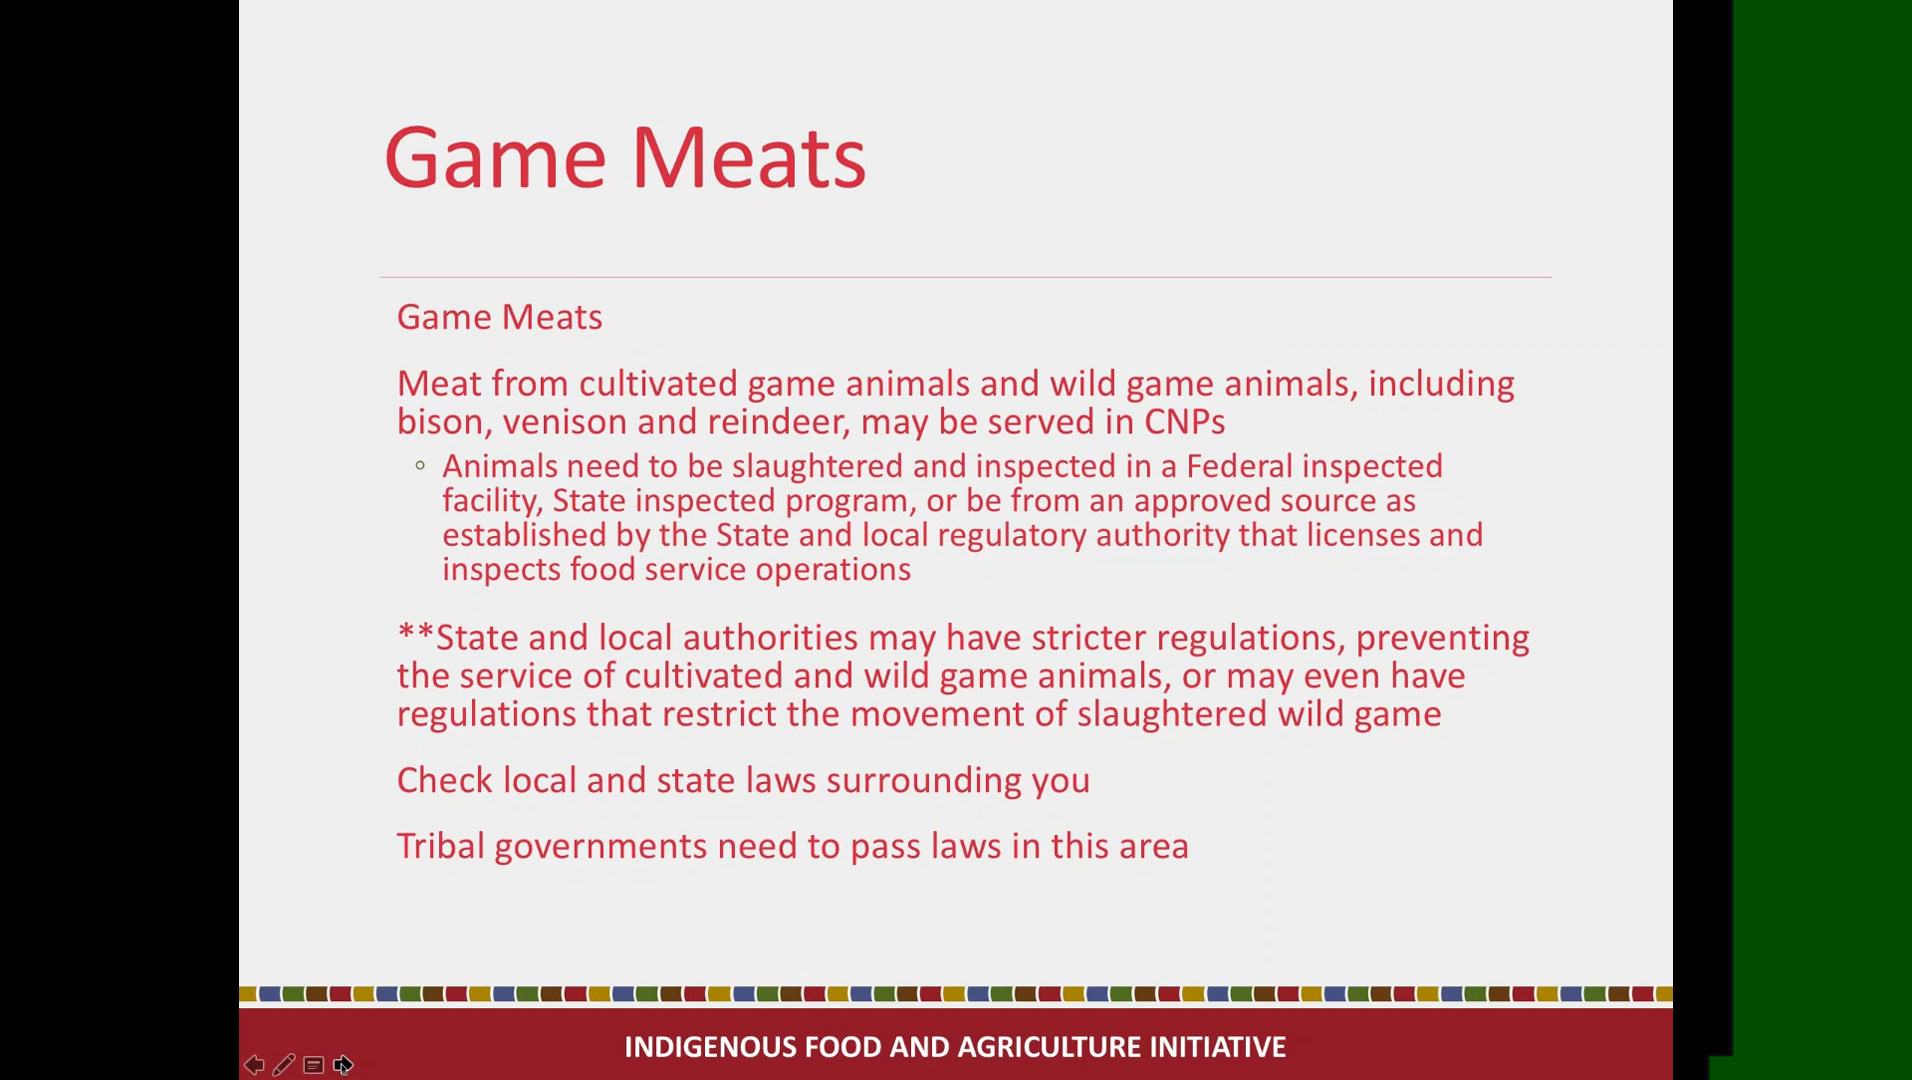 Game Meats
Game Meats
Meat from cultivated game animals and wild game animals, including
bison, venison and reindeer, may be served in CNPs
Animals need to be slaughtered and inspected in a Federal inspected
facility, State inspected program, or be from an approved source as
established by the State and local regulatory authority that licenses and
inspects food service operations
**State and local authorities may have stricter regulations, preventing
the service of cultivated and wild game animals, or may even have
regulations that restrict the movement of slaughtered wild game
Check local and state laws surrounding you
Tribal governments need to pass laws in this area
INDIGENOUS FOOD AND AGRICULTURE INITIATIVE